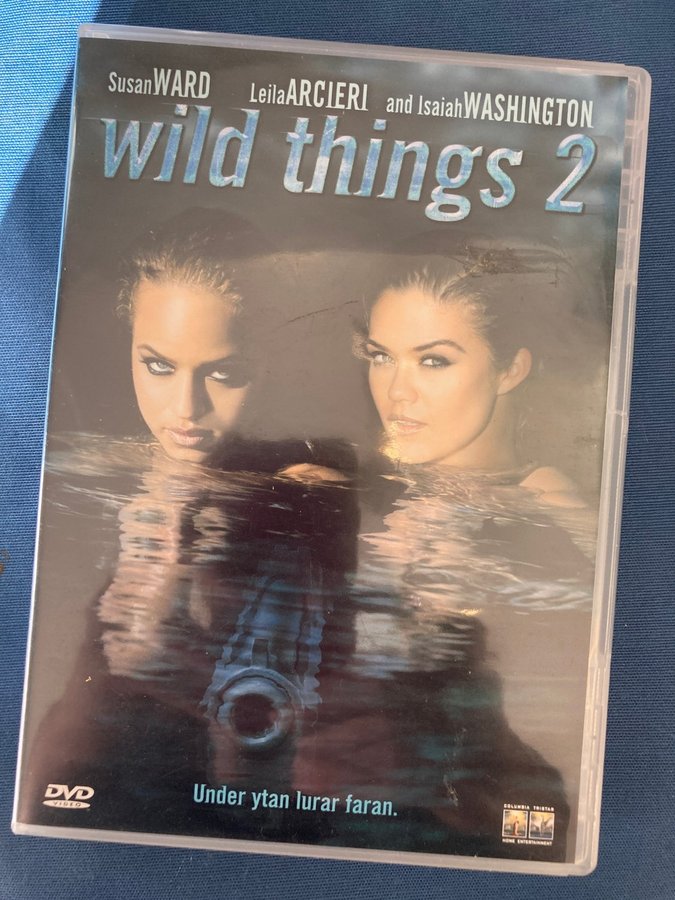 SusanWARD LeilaARCIERI and IsaiahWASHINGTON
wild things 2
Under ytan lurar faran.
DVD
VIDEO
COLUMBIA TRISTAR
HOME ENTERTAINMENT